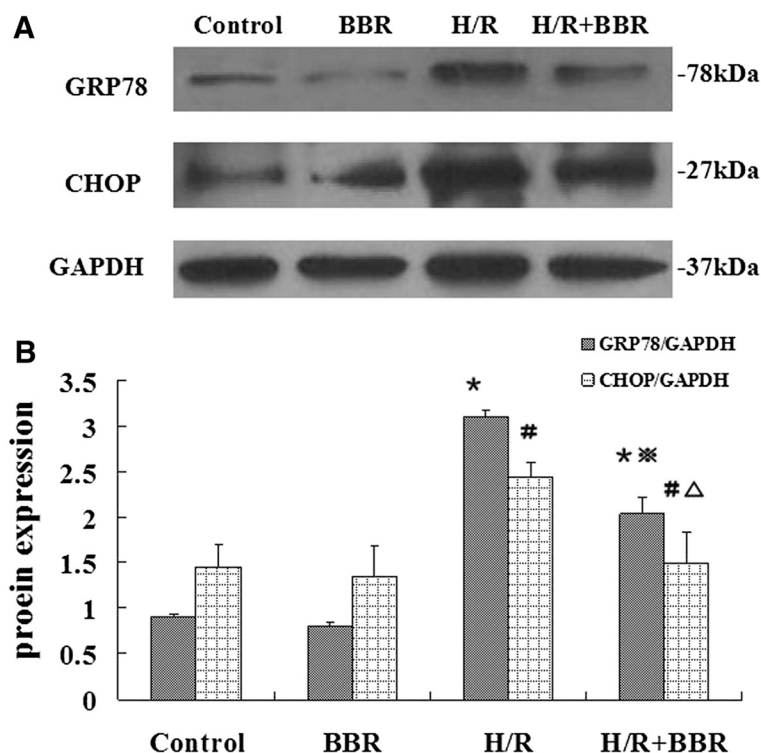 A
Control BBR H/R H/R+BBR
GRP78 -78kDa
CHOP -27kDa
GAPDH -37kDa
B
GRP78/GAPDH
CHOP/GAPDH
proein expression
3.5
3
2.5
2
1.5
1
0.5
0
*
#
*※
#△
Control BBR H/R H/R+BBR